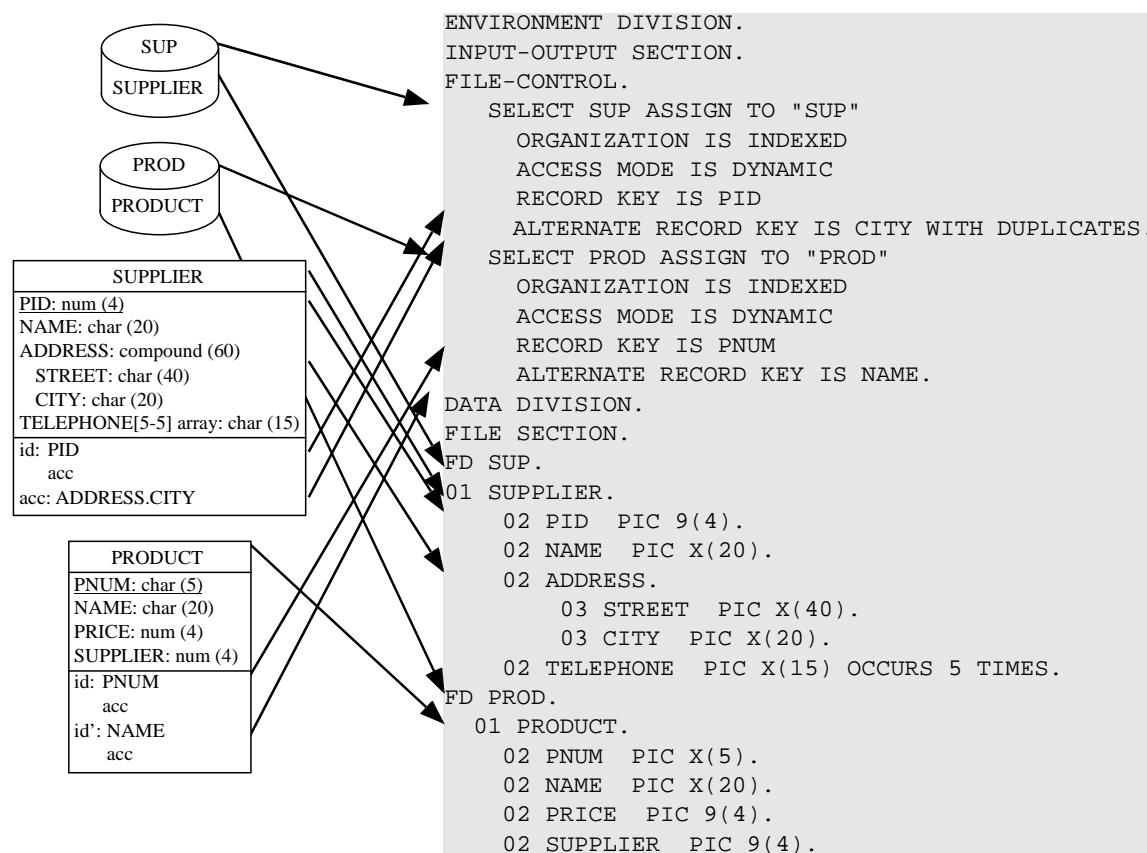 SUP
SUPPLIER
PROD
PRODUCT
SUPPLIER
PID: num (4)
NAME: char (20)
ADDRESS: compound (60)
STREET: char (40)
CITY: char (20)
TELEPHONE[5-5] array: char (15)
id: PID
acc
acc: ADDRESS.CITY
PRODUCT
PNUM: char (5)
NAME: char (20)
PRICE: num (4)
SUPPLIER: num (4)
id: PNUM
acc
id’: NAME
acc
ENVIRONMENT DIVISION.
INPUT-OUTPUT SECTION.
FILE-CONTROL.
SELECT SUP ASSIGN TO "SUP"
ORGANIZATION IS INDEXED
ACCESS MODE IS DYNAMIC
RECORD KEY IS PID
ALTERNATE RECORD KEY IS CITY WITH DUPLICATES.
SELECT PROD ASSIGN TO "PROD"
ORGANIZATION IS INDEXED
ACCESS MODE IS DYNAMIC
RECORD KEY IS PNUM
ALTERNATE RECORD KEY IS NAME.
DATA DIVISION.
FILE SECTION.
FD SUP.
01 SUPPLIER.
02 PID PIC 9(4).
02 NAME PIC X(20).
02 ADDRESS.
03 STREET PIC X(40).
03 CITY PIC X(20).
02 TELEPHONE PIC X(15) OCCURS 5 TIMES.
FD PROD.
01 PRODUCT.
02 PNUM PIC X(5).
02 NAME PIC X(20).
02 PRICE PIC 9(4).
02 SUPPLIER PIC 9(4).